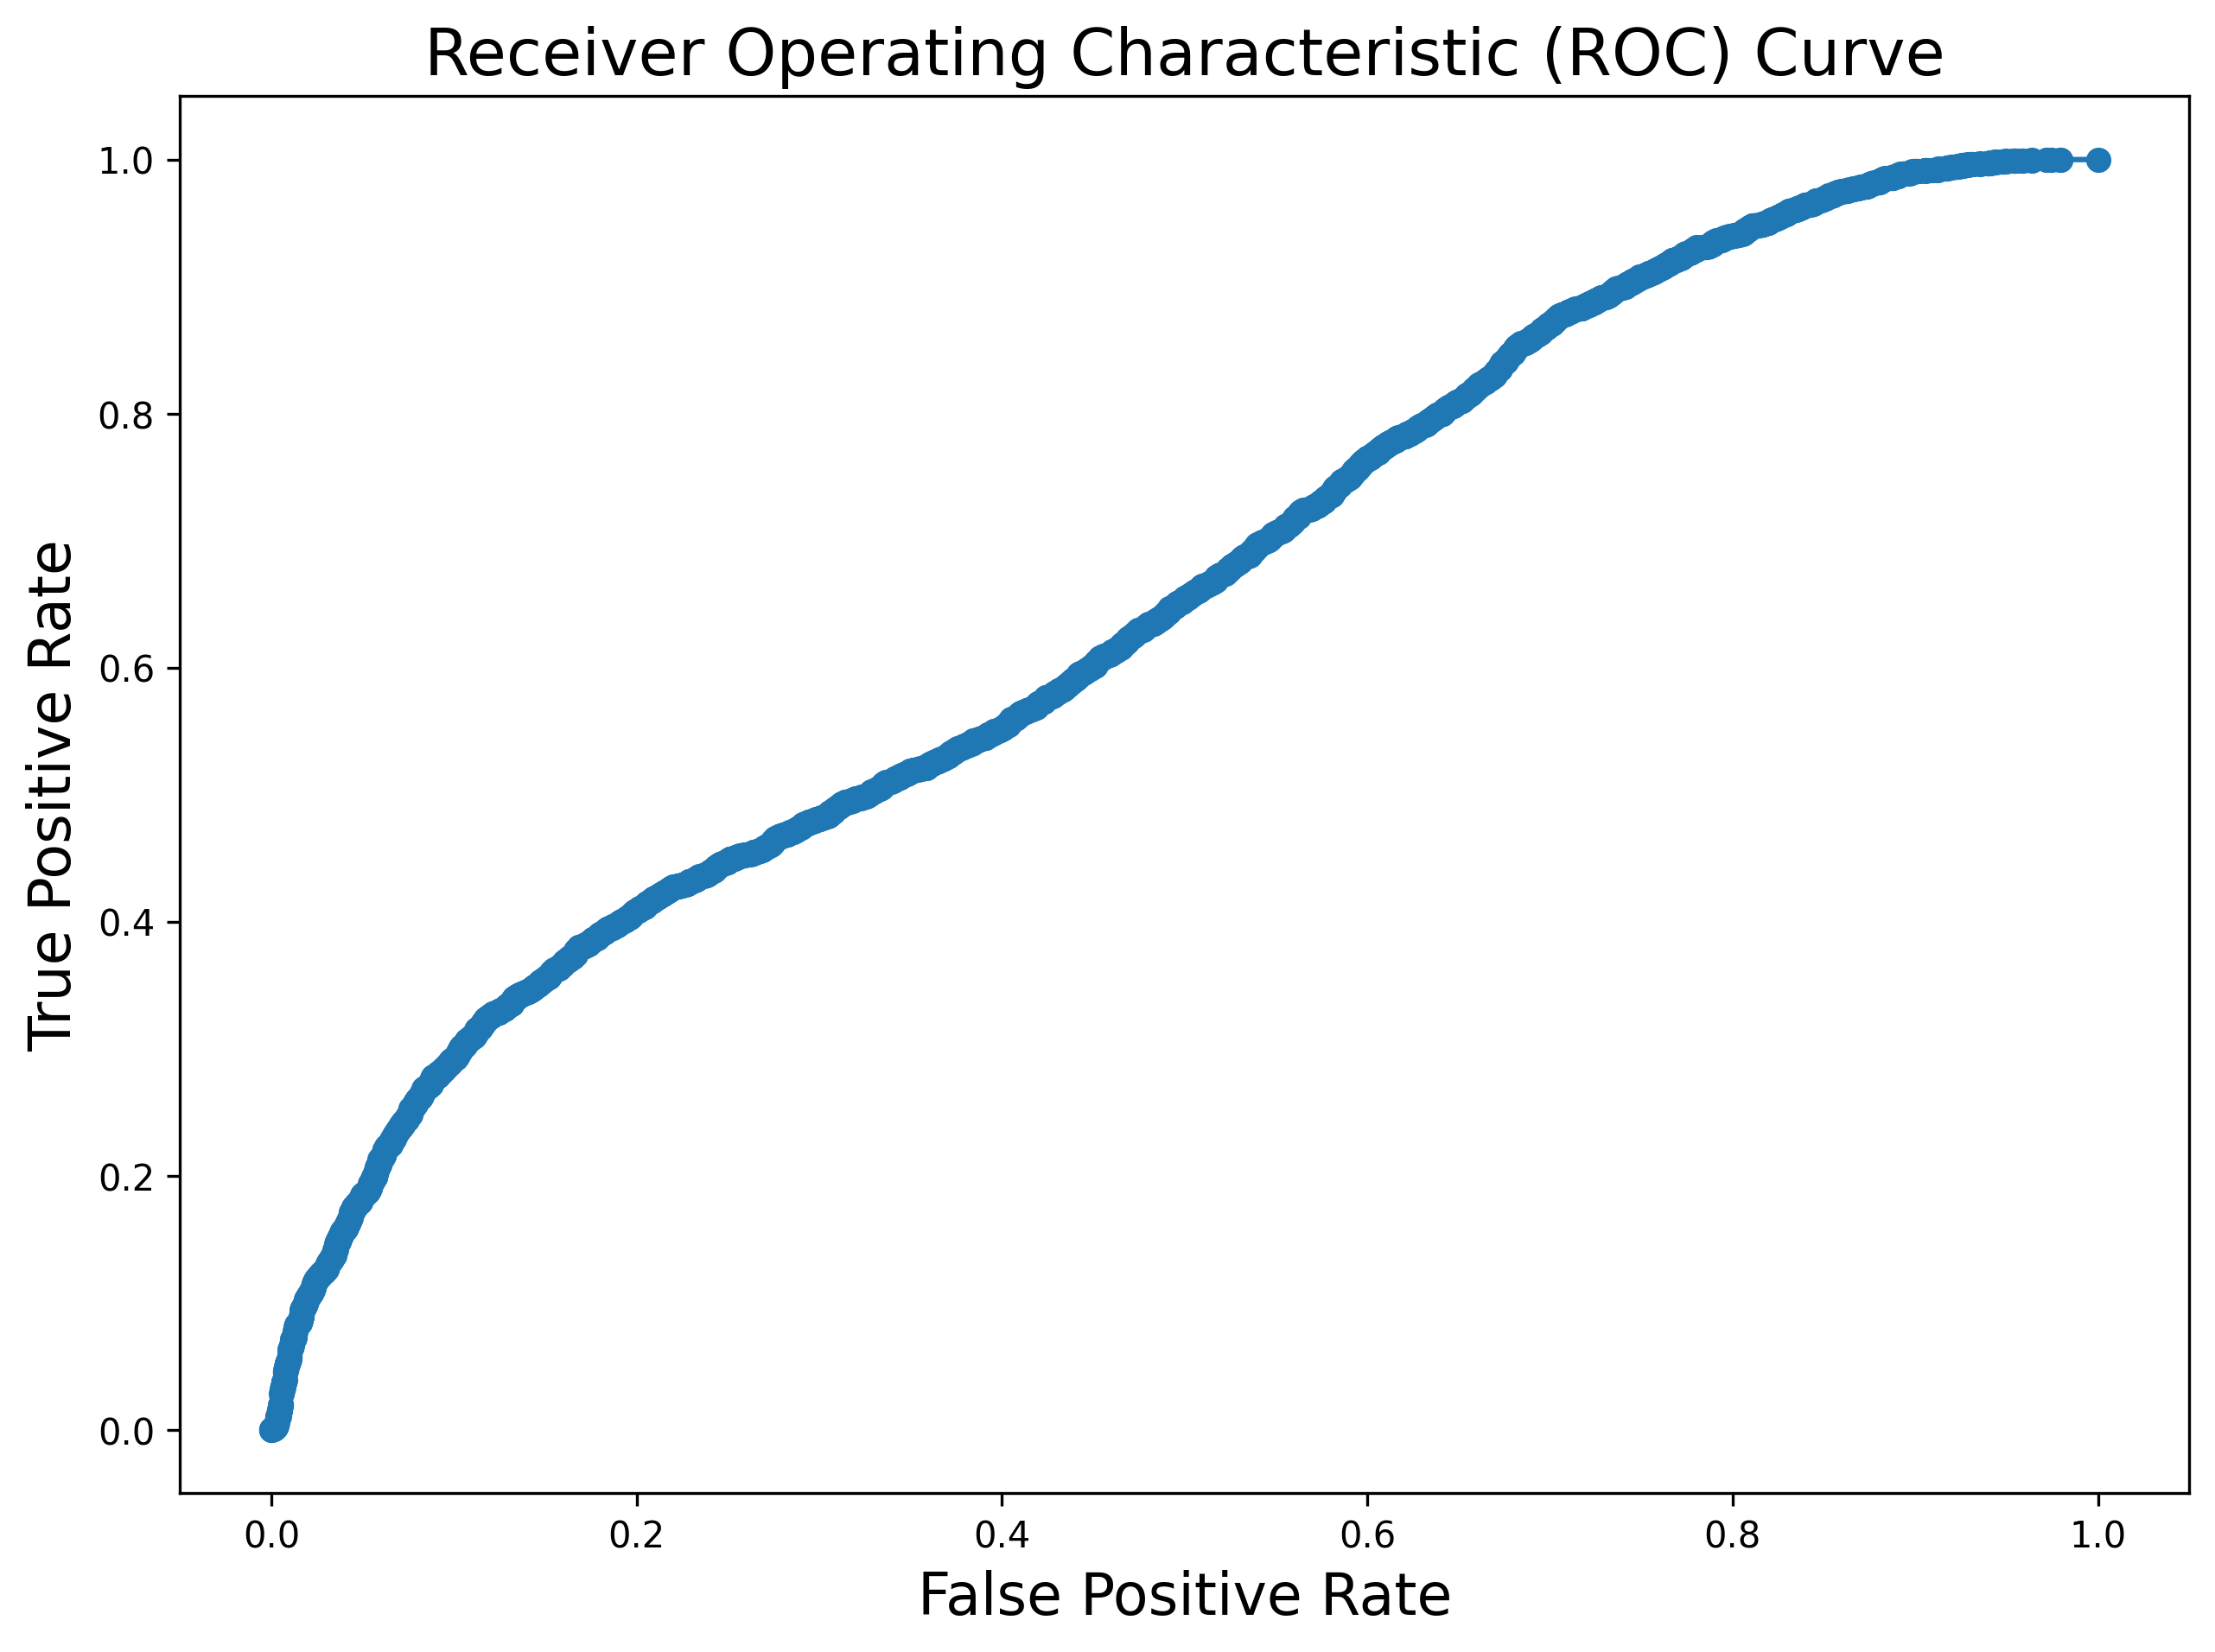 Receiver Operating Characteristic (ROC) Curve
True Positive Rate
1.0
0.8
0.6
0.4
0.2
0.0
0.0 0.2 0.4 0.6 0.8 1.0
False Positive Rate